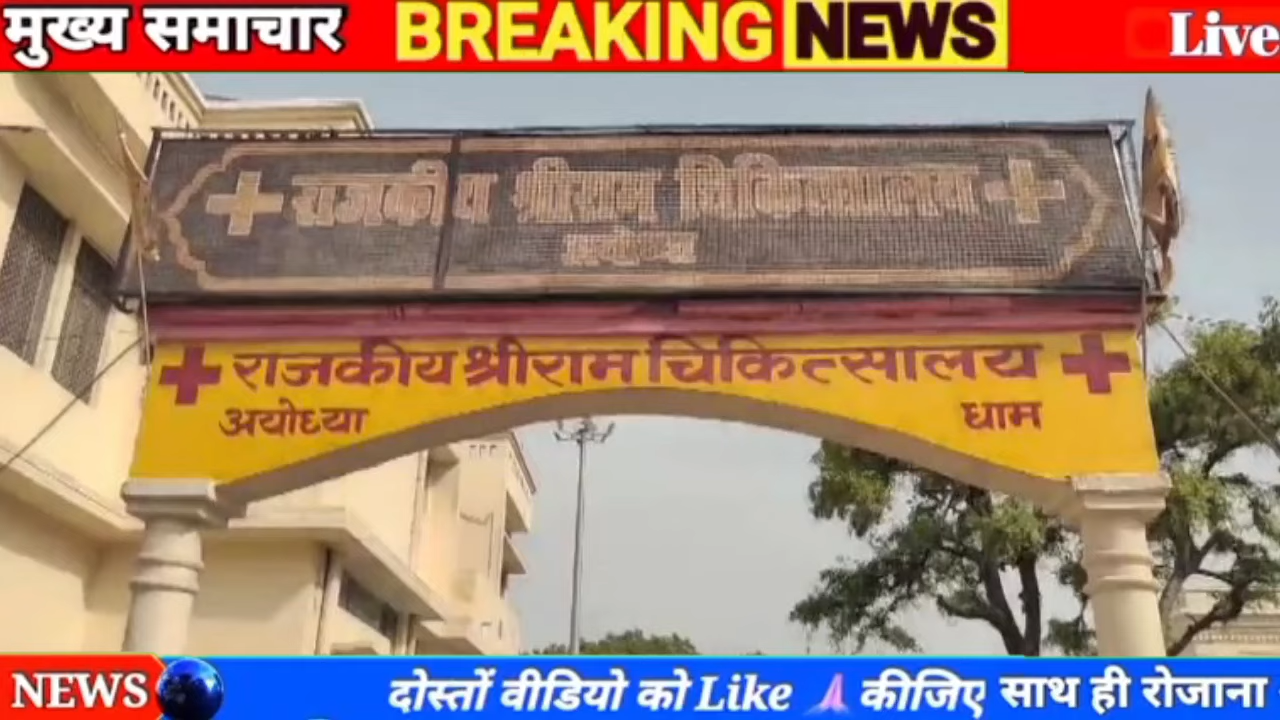 मुख्य समाचार BREAKING NEWS Live
राजकीय श्रीराम चिकित्सालय
राजकीय श्रीराम चिकित्सालय
अयोध्या धाम
NEWS दोस्तों वीडियो को Like कीजिए साथ ही रोजाना